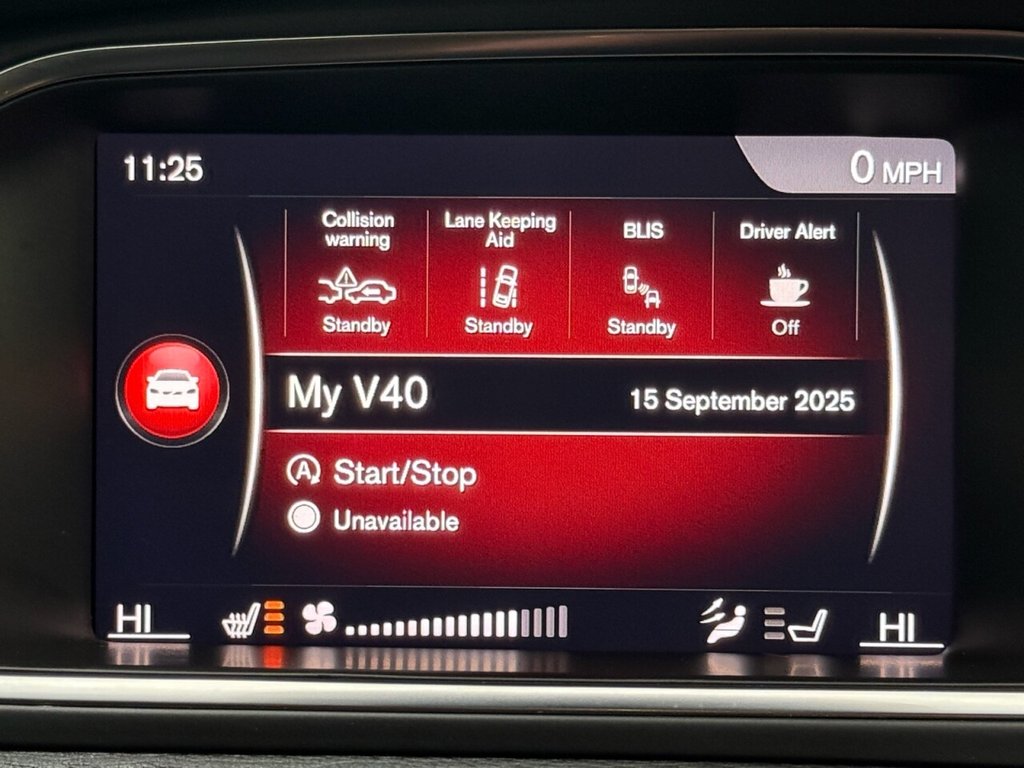 11:25
0 MPH
Collision
warning
Standby
Lane Keeping
Aid
Standby
BLIS
Standby
Driver Alert
Off
My V40
15 September 2025
A Start/Stop
Unavailable
HI
HI